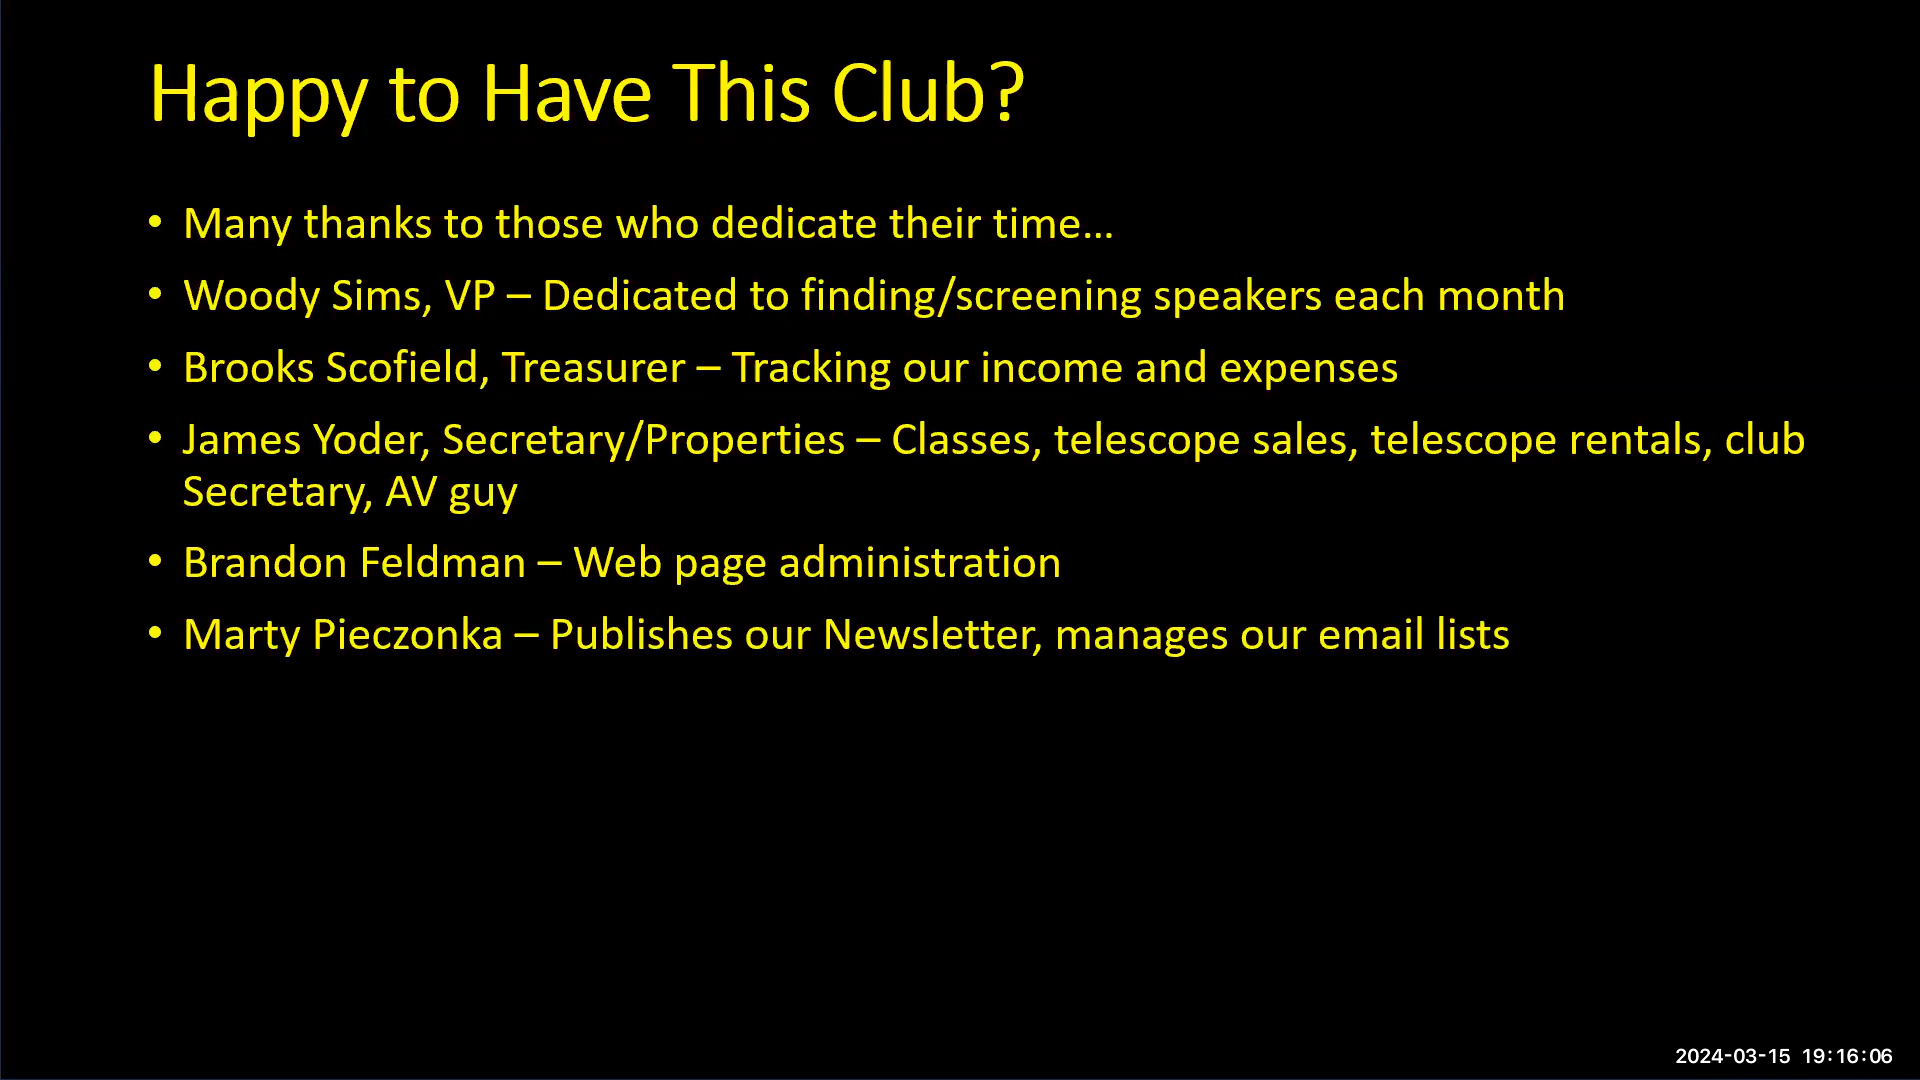 Happy to Have This Club?
• Many thanks to those who dedicate their time…
• Woody Sims, VP – Dedicated to finding/screening speakers each month
• Brooks Scofield, Treasurer – Tracking our income and expenses
• James Yoder, Secretary/Properties – Classes, telescope sales, telescope rentals, club
Secretary, AV guy
• Brandon Feldman – Web page administration
• Marty Pieczonka – Publishes our Newsletter, manages our email lists
2024-03-15 19:16:06